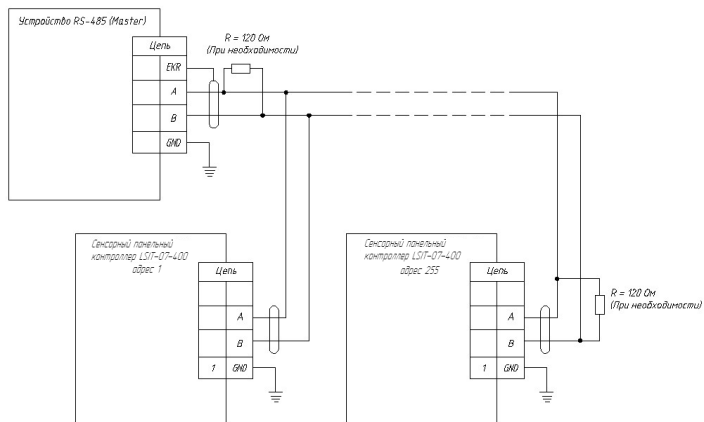 Устройство RS-485 (Master)
Цепь
EKR
A
B
GND
R = 120 Ом
(При необходимости)
Сенсорный панельный
контроллер LSIT-07-400
адрес 1
Цепь
A
B
1 GND
Сенсорный панельный
контроллер LSIT-07-400
адрес 255
Цепь
A
B
1 GND
R = 120 Ом
(При необходимости)